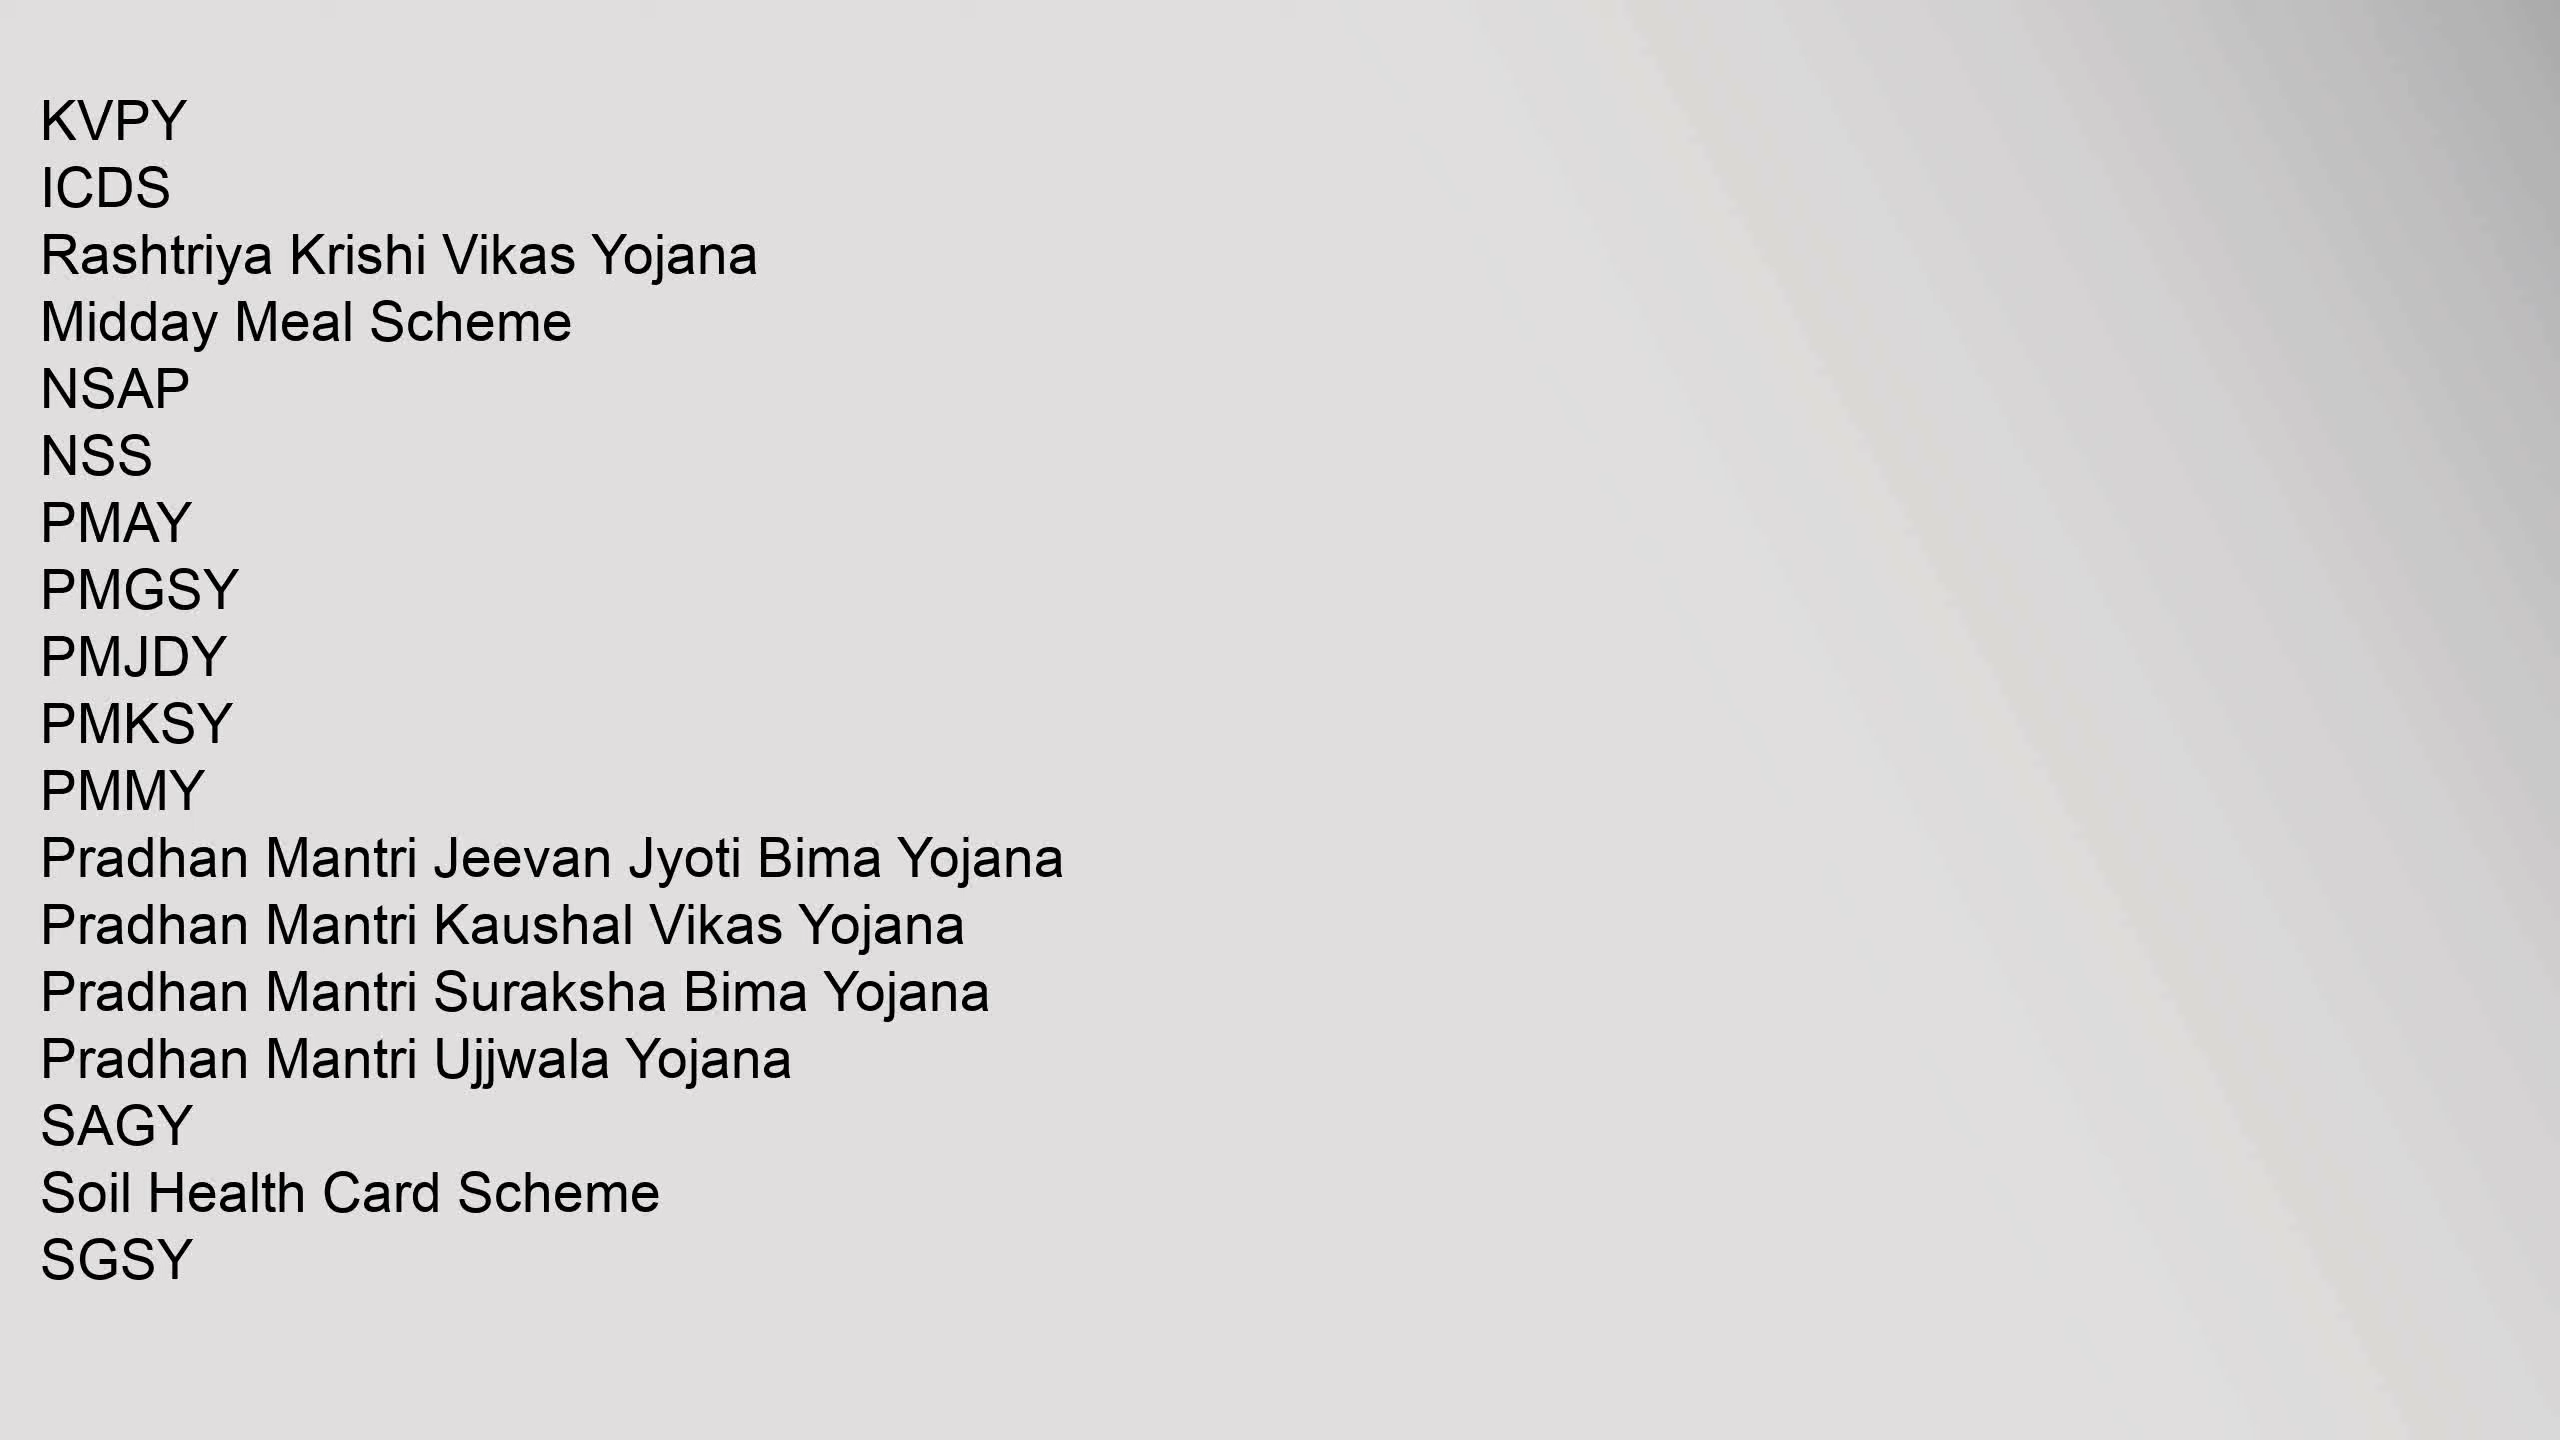 KVPY
ICDS
Rashtriya Krishi Vikas Yojana
Midday Meal Scheme
NSAP
NSS
PMAY
PMGSY
PMJDY
PMKSY
PMMY
Pradhan Mantri Jeevan Jyoti Bima Yojana
Pradhan Mantri Kaushal Vikas Yojana
Pradhan Mantri Suraksha Bima Yojana
Pradhan Mantri Ujjwala Yojana
SAGY
Soil Health Card Scheme
SGSY